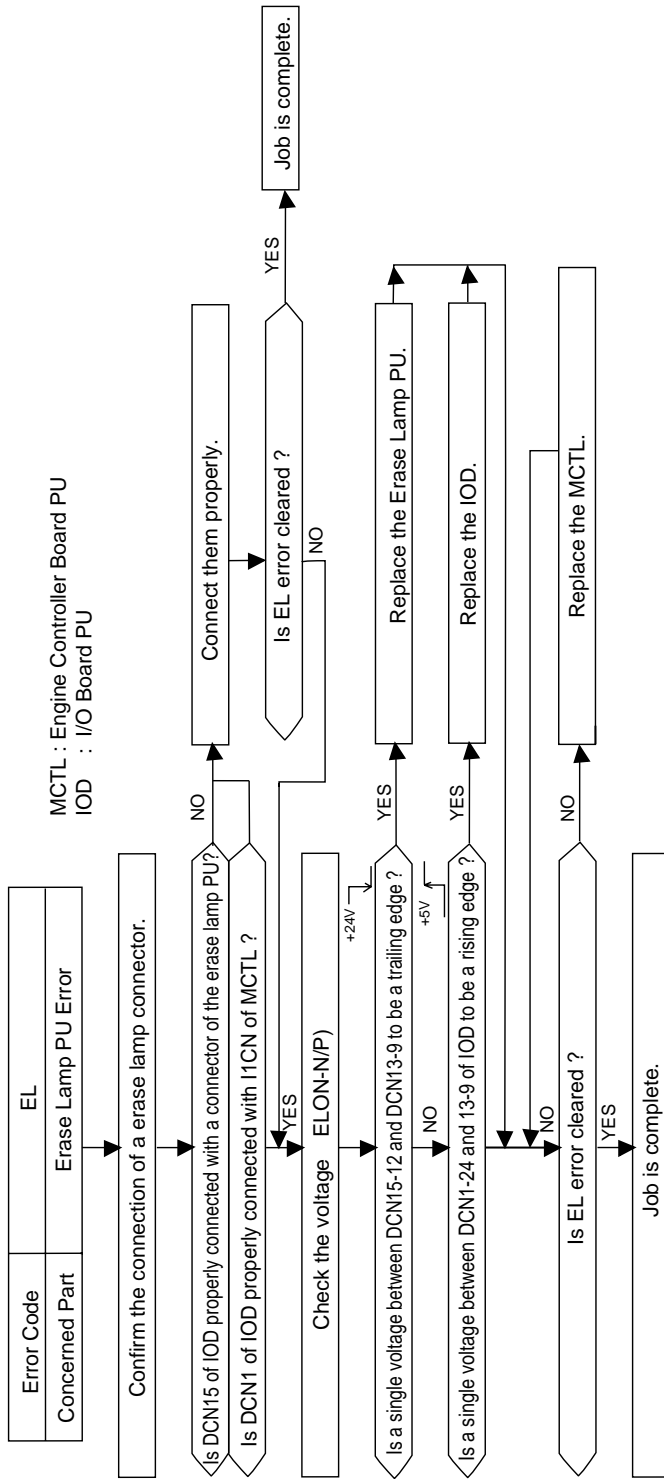 Error Code EL
Concerned Part Erase Lamp PU Error
MCTL : Engine Controller Board PU
IOD : I/O Board PU
Confirm the connection of a erase lamp connector.
Is DCN15 of IOD properly connected with a connector of the erase lamp PU?
Is DCN1 of IOD properly connected with I1CN of MCTL ?
NO
Connect them properly.
Is EL error cleared ?
YES
Job is complete.
NO
YES
Check the voltage ELON-N/P)
+24V
Is a single voltage between DCN15-12 and DCN13-9 to be a trailing edge ?
YES
Replace the Erase Lamp PU.
NO
+5V
Is a single voltage between DCN1-24 and 13-9 of IOD to be a rising edge ?
YES
Replace the IOD.
NO
Is EL error cleared ?
NO
Replace the MCTL.
YES
Job is complete.